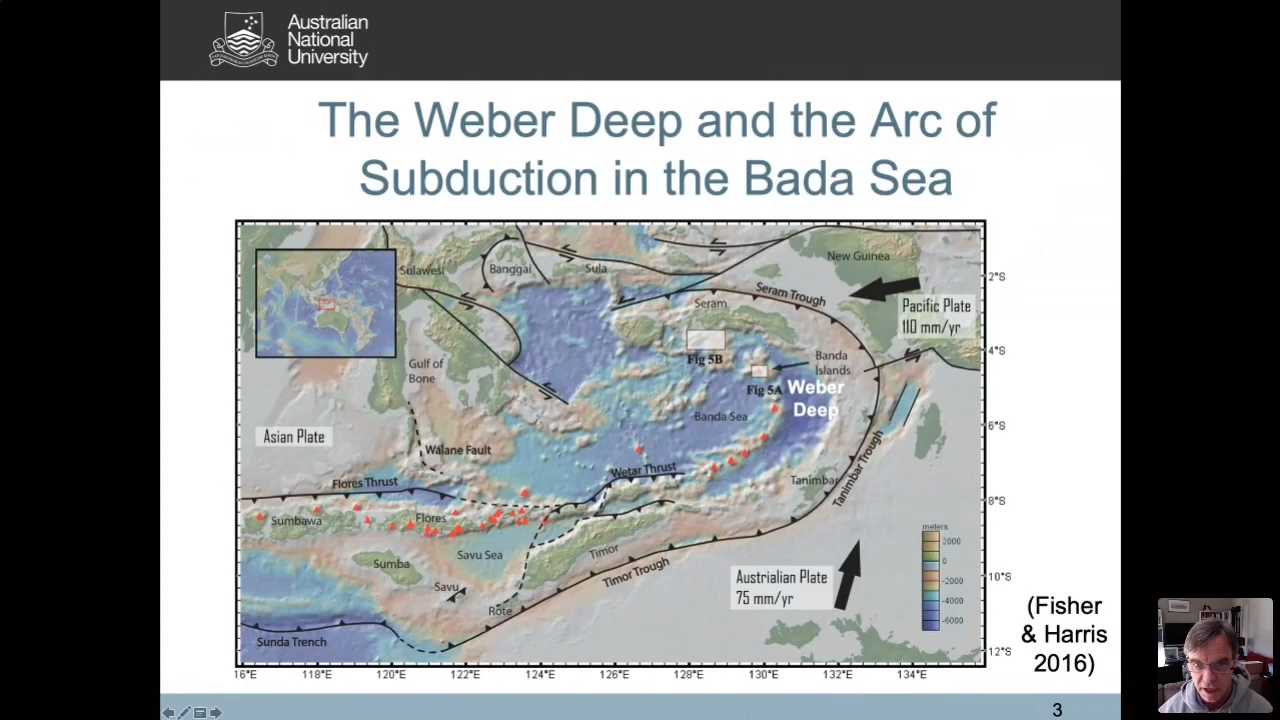 Australian
National
University
The Weber Deep and the Arc of
Subduction in the Bada Sea
Sulawesi
Banggai
Sula
New Guinea
2°S
Seram
Seram Trough
Pacific Plate
110 mm/yr
Fig 5B
4°S
Gulf of
Bone
Banda
Islands
Fig 5A
Weber
Deep
Banda Sea
6°S
Asian Plate
Walane Fault
Wetar Thrust
Flores Thrust
Tanimbar
Tanimbar Trough
8°S
Sumbawa
Flores
meters
2000
0
-2000
-4000
-6000
Savu Sea
Timor
Sumba
Timor Trough
Austrialian Plate
75 mm/yr
10°S
Savu
Rote
Sunda Trench
12°S
16°E
118°E
120°E
122°E
124°E
126°E
128°E
130°E
132°E
134°E
(Fisher
& Harris
2016)
3